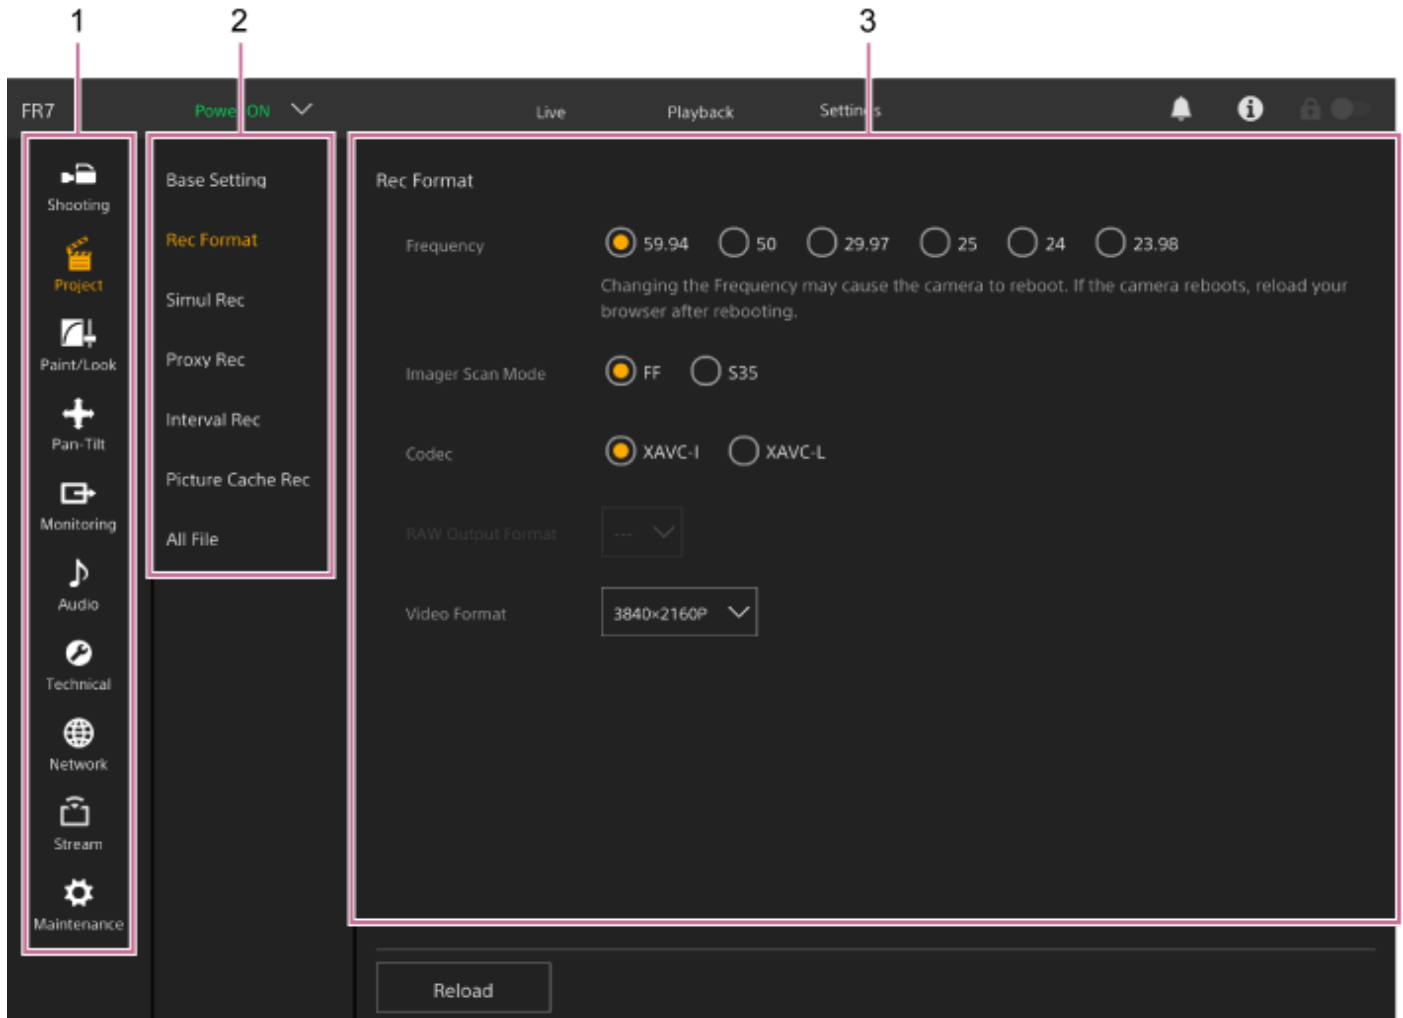 1 2 3
FR7 Power ON Live Playback Settings
Shooting
Project
Paint/Look
Pan-Tilt
Monitoring
Audio
Technical
Network
Stream
Maintenance
Base Setting
Rec Format
Simul Rec
Proxy Rec
Interval Rec
Picture Cache Rec
All File
Rec Format
Frequency 59.94 50 29.97 25 24 23.98
Changing the Frequency may cause the camera to reboot. If the camera reboots, reload your
browser after rebooting.
Imager Scan Mode FF S35
Codec XAVC-I XAVC-L
RAW Output Format ---
Video Format 3840×2160P
Reload